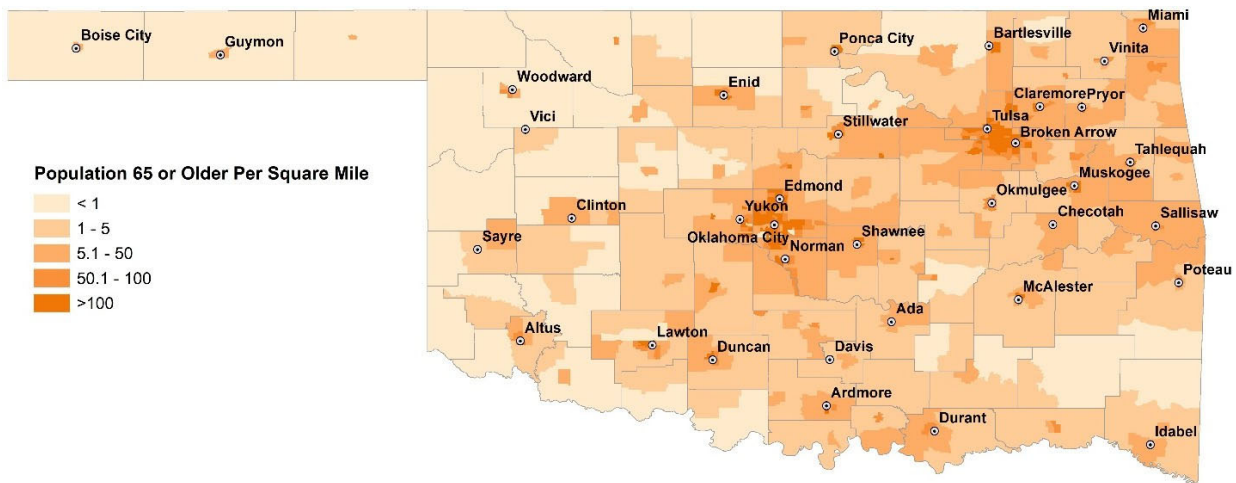 Miami
Boise City
Guymon
Ponca City
Bartlesville
Vinita
Woodward
Enid
Claremore
Pryor
Vici
Stillwater
Tulsa
Broken Arrow
Tahlequah
Population 65 or Older Per Square Mile
< 1
1 - 5
5.1 - 50
50.1 - 100
>100
Muskogee
Edmond
Okmulgee
Clinton
Yukon
Checotah
Sallisaw
Sayre
Oklahoma City
Shawnee
Norman
Poteau
McAlester
Ada
Altus
Lawton
Duncan
Davis
Ardmore
Durant
Idabel